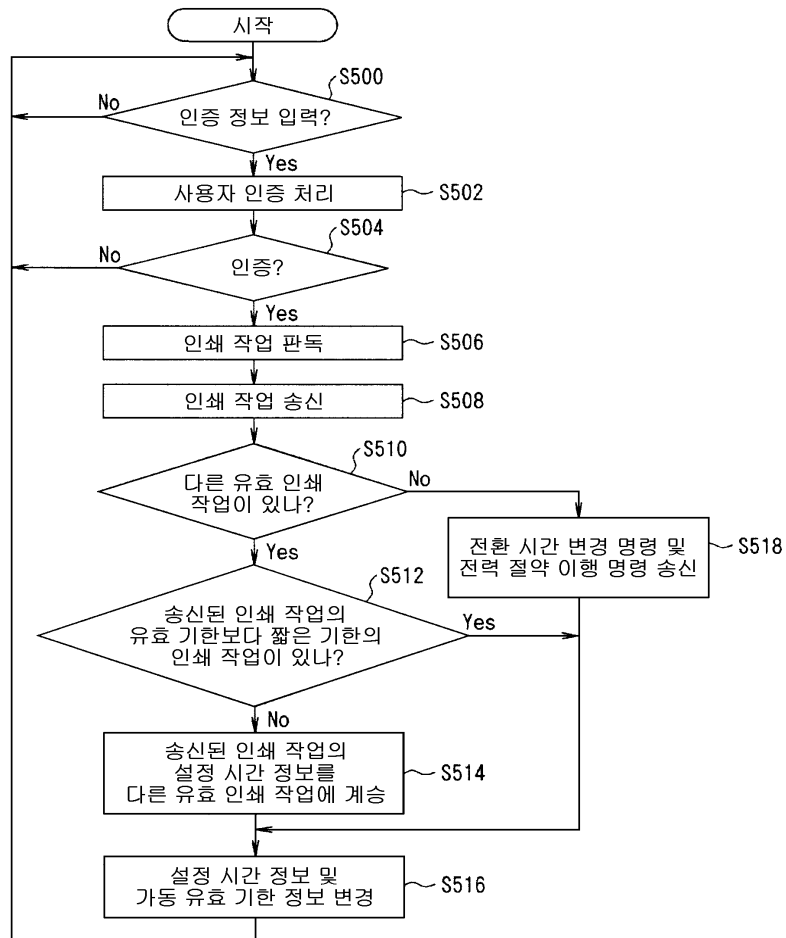 시작
S500
No
인증 정보 입력?
Yes
사용자 인증 처리
S502
S504
No
인증?
Yes
인쇄 작업 판독
S506
인쇄 작업 송신
S508
S510
다른 유효 인쇄
작업이 있나?
No
Yes
전환 시간 변경 명령 및
전력 절약 이행 명령 송신
S518
S512
송신된 인쇄 작업의
유효 기한보다 짧은 기한의
인쇄 작업이 있나?
Yes
No
송신된 인쇄 작업의
설정 시간 정보를
다른 유효 인쇄 작업에 계승
S514
설정 시간 정보 및
가동 유효 기한 정보 변경
S516